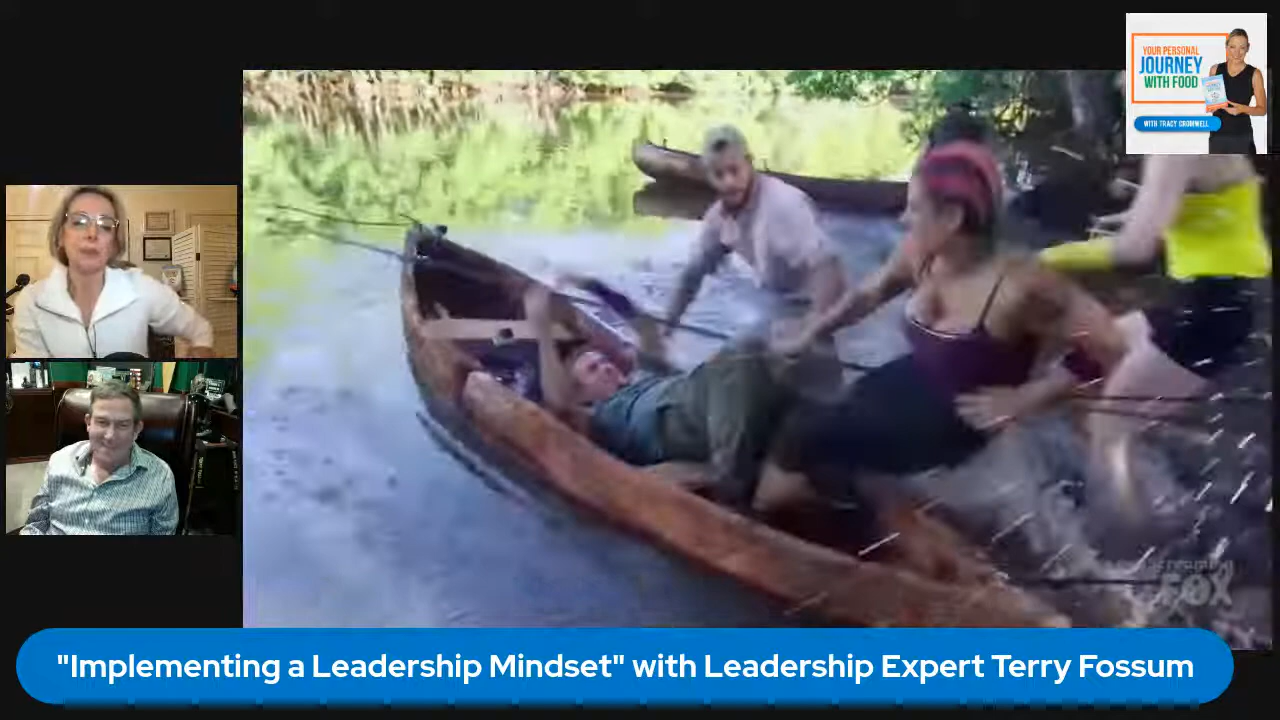 YOUR PERSONAL
JOURNEY
WITH FOOD
WITH TRACY CROMWELL
FOX
"Implementing a Leadership Mindset" with Leadership Expert Terry Fossum